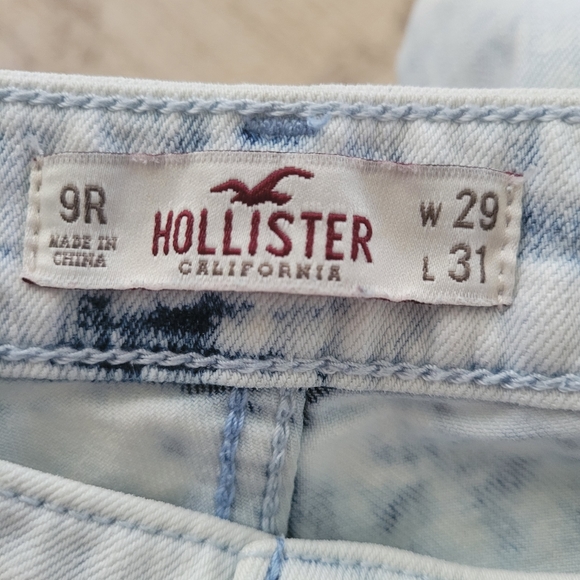 9R
MADE IN
CHINA
HOLLISTER
CALIFORNIA
W 29
L 31